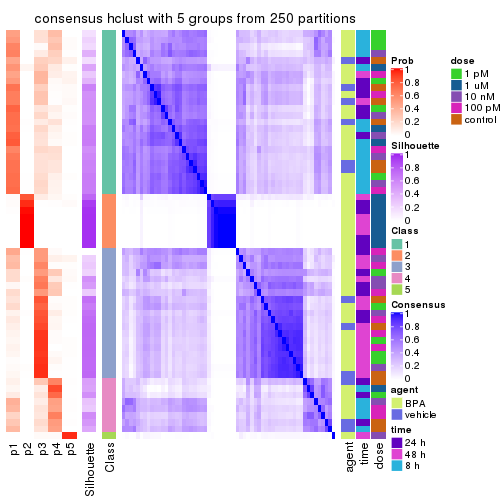 consensus hclust with 5 groups from 250 partitions
p1
p2
p3
p4
p5
Silhouette
Class
agent
time
dose
Prob
1
0.8
0.6
0.4
0.2
0
Silhouette
1
0.8
0.6
0.4
0.2
0
Class
1
2
3
4
5
Consensus
1
0.8
0.6
0.4
0.2
0
agent
BPA
vehicle
time
24 h
48 h
8 h
dose
1 pM
1 uM
10 nM
100 pM
control